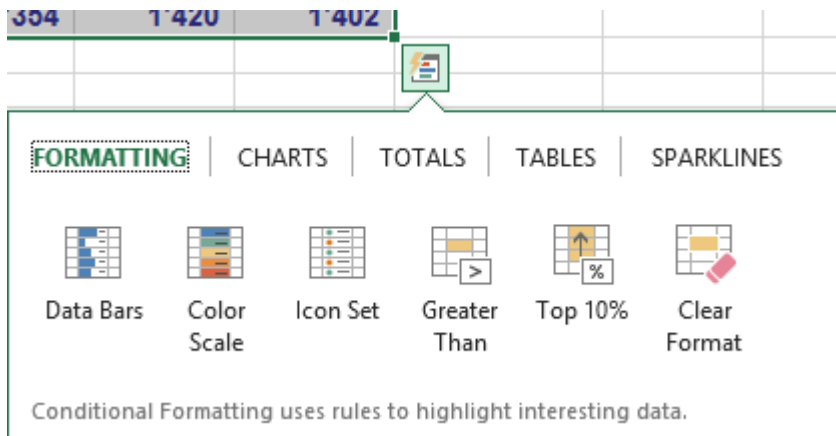 354 1'420 1'402
FORMATTING CHARTS TOTALS TABLES SPARKLINES
Data Bars Color Scale Icon Set Greater Than Top 10% Clear Format
Conditional Formatting uses rules to highlight interesting data.